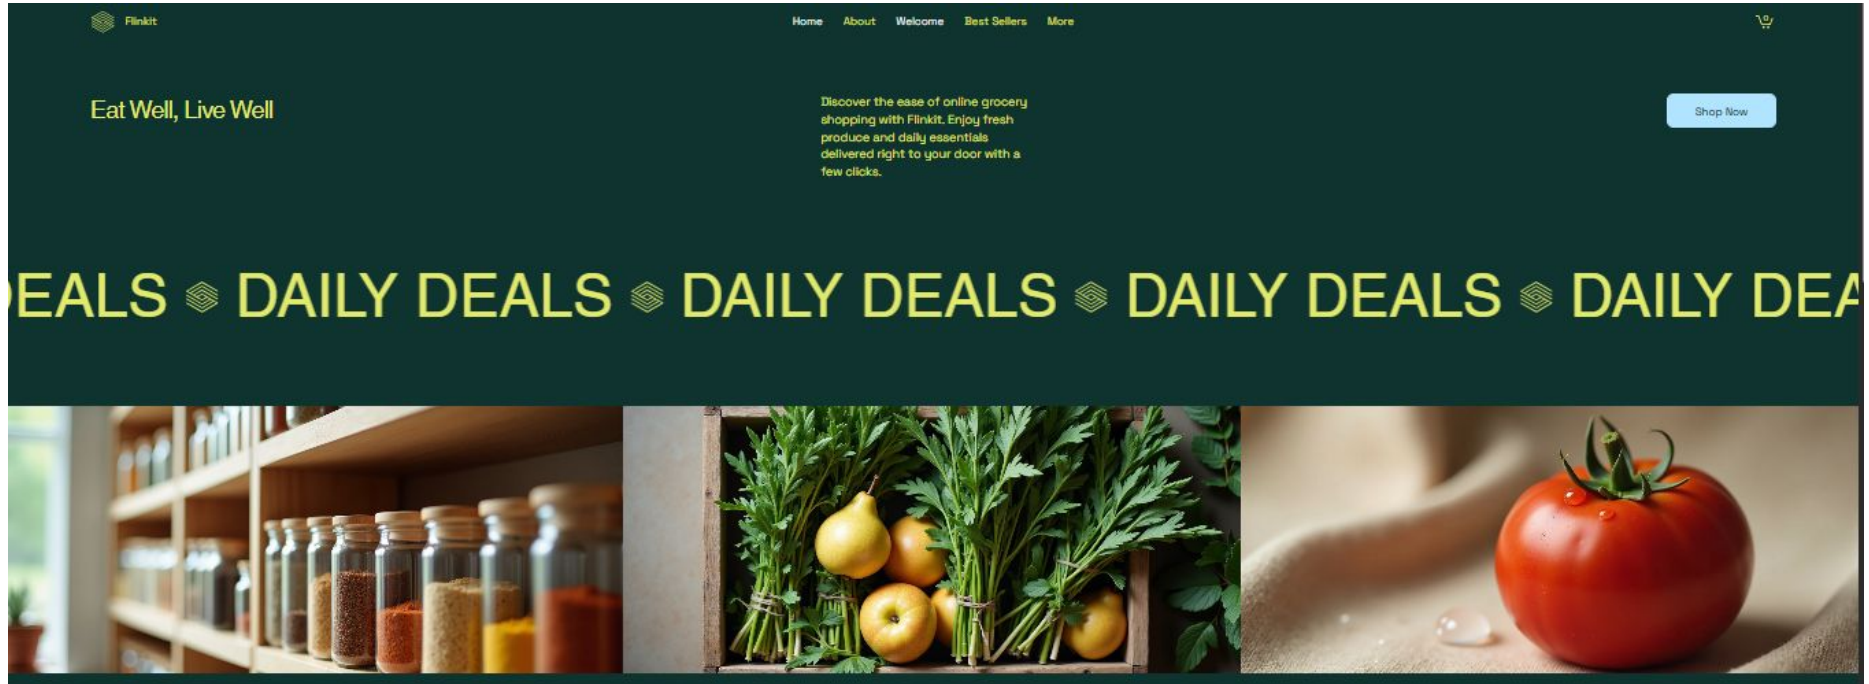 Flinkit
Home About Welcome Best Sellers More
0
Eat Well, Live Well
Discover the ease of online grocery
shopping with Flinkit. Enjoy fresh
produce and daily essentials
delivered right to your door with a
few clicks.
Shop Now
DEALS DAILY DEALS DAILY DEALS DAILY DEALS DAILY DEA